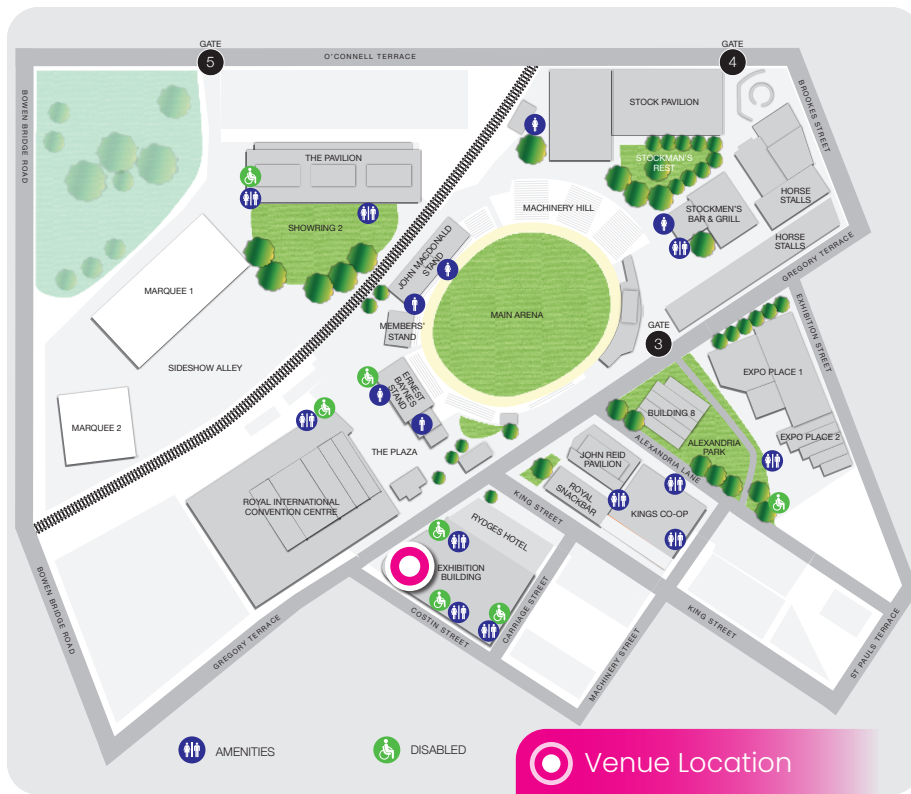 GATE
5
O'CONNELL TERRACE
GATE
4
BOWEN BRIDGE ROAD
BROOKES STREET
STOCK PAVILION
THE PAVILION
STOCKMAN'S
REST
HORSE
STALLS
MACHINERY HILL
STOCKMEN'S
BAR & GRILL
SHOWRING 2
HORSE
STALLS
GREGORY TERRACE
JOHN MACDONALD
STAND
MARQUEE 1
MAIN ARENA
EXHIBITION STREET
MEMBERS'
STAND
GATE
3
SIDESHOW ALLEY
EXPO PLACE 1
ERNEST
BAYNES
STAND
BUILDING 8
MARQUEE 2
EXPO PLACE 2
ALEXANDRIA
PARK
ALEXANDRIA LANE
THE PLAZA
JOHN REID
PAVILION
ROYAL
SNACKBAR
KING STREET
ROYAL INTERNATIONAL
CONVENTION CENTRE
KINGS CO-OP
RYDGES HOTEL
EXHIBITION
BUILDING
BOWEN BRIDGE ROAD
GREGORY TERRACE
COSTIN STREET
CARRIAGE STREET
MACHINERY STREET
KING STREET
ST PAULS TERRACE
AMENITIES
DISABLED
Venue Location